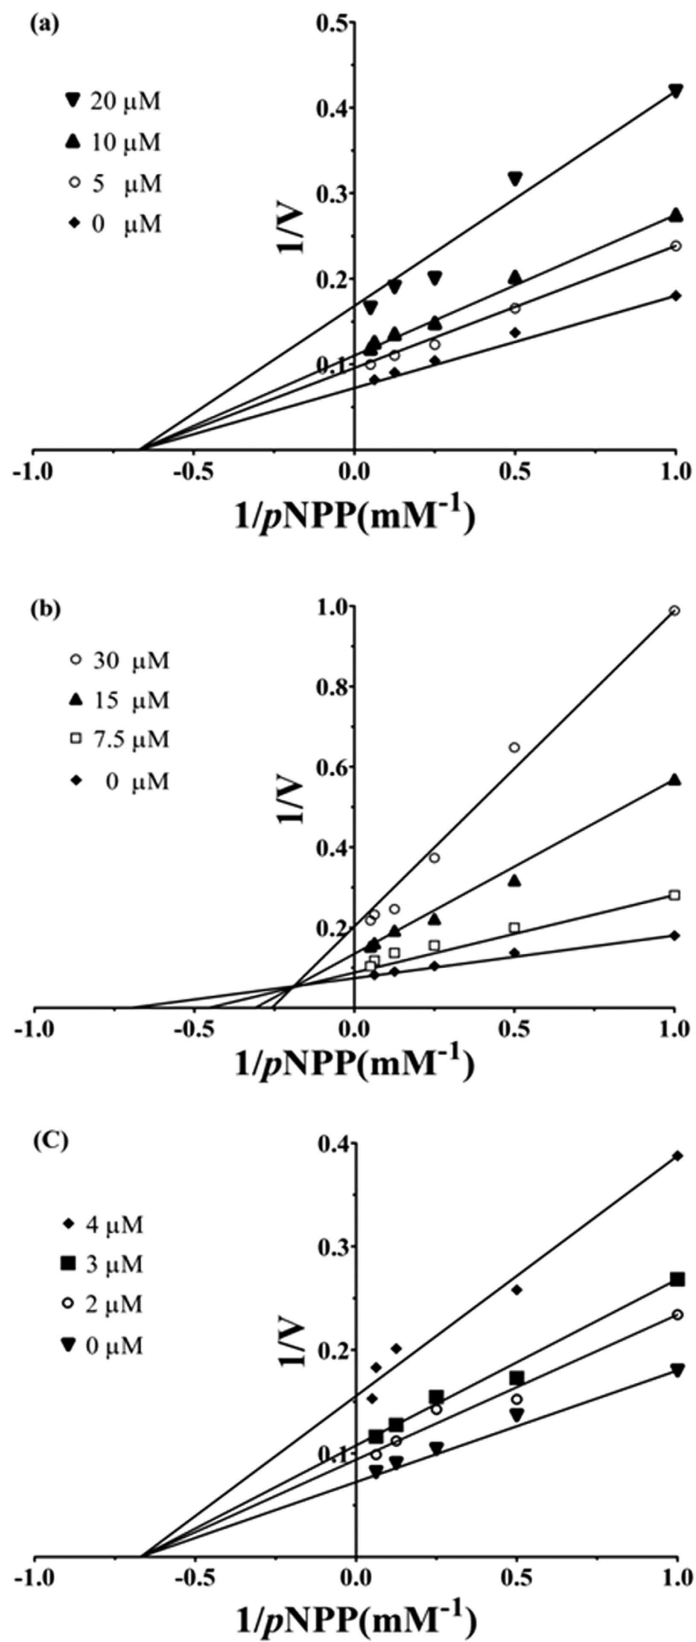 (a)
0.5
20 µM
0.4
10 µM
5 µM
0.3
0 µM
1/V
0.2
0.1
-1.0 -0.5 0.0 0.5 1.0
1/pNPP(mM-1)
(b)
1.0
30 µM
15 µM
0.8
7.5 µM
0 µM
0.6
1/V
0.4
0.2
-1.0 -0.5 0.0 0.5 1.0
1/pNPP(mM-1)
(C)
0.4
4 µM
3 µM
0.3
2 µM
0 µM
1/V
0.2
0.1
-1.0 -0.5 0.0 0.5 1.0
1/pNPP(mM-1)